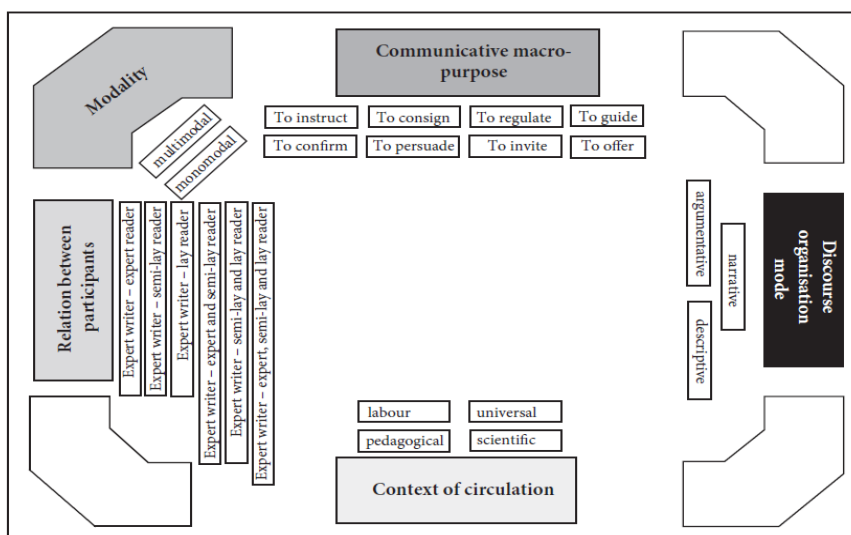 Communicative macro-
purpose
Modality
multimodal
monomodal
To instruct
To consign
To regulate
To guide
To confirm
To persuade
To invite
To offer
Relation between
participants
Expert writer – expert reader
Expert writer – semi-lay reader
Expert writer – lay reader
Expert writer – expert and semi-lay reader
Expert writer – semi-lay and lay reader
Expert writer – expert, semi-lay and lay reader
argumentative
narrative
descriptive
Discourse
organisation
mode
labour
universal
pedagogical
scientific
Context of circulation